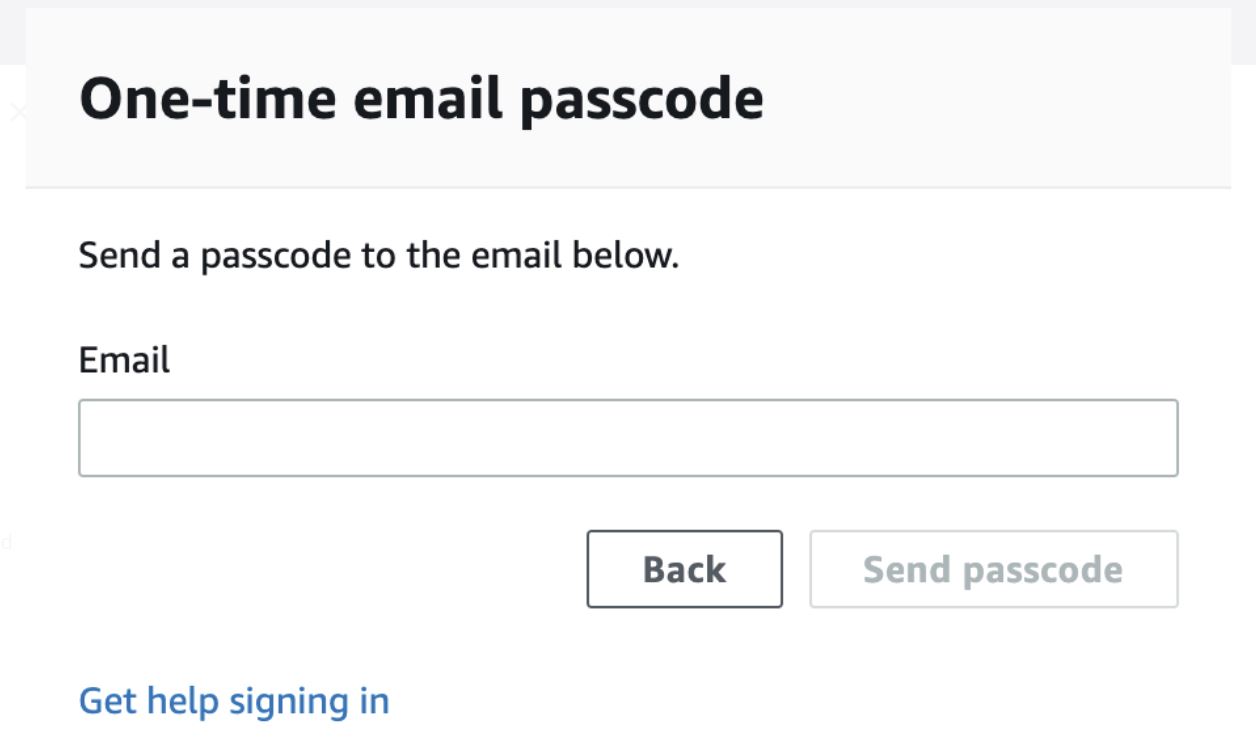 One-time email passcode
Send a passcode to the email below.
Email
Back
Send passcode
Get help signing in